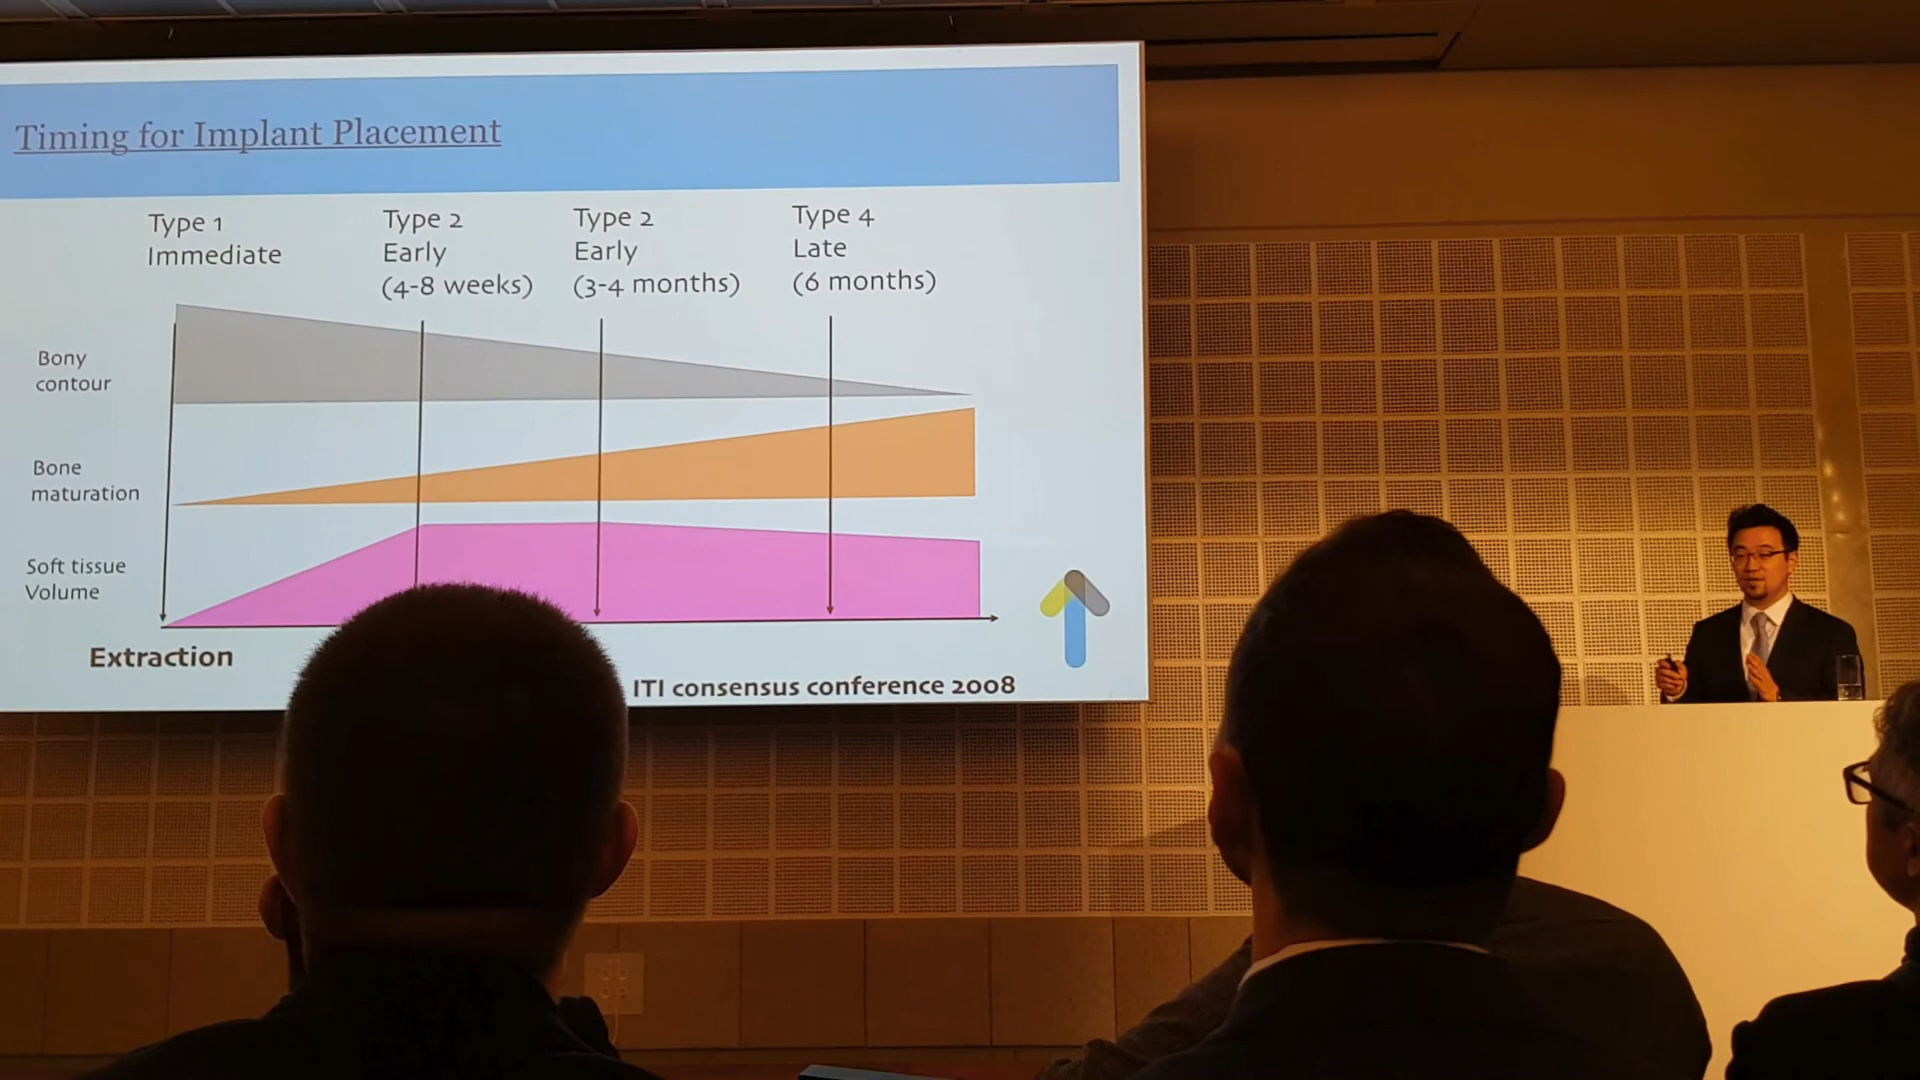 Timing for Implant Placement
Type 1
Immediate
Type 2
Early
(4-8 weeks)
Type 2
Early
(3-4 months)
Type 4
Late
(6 months)
Bony
contour
Bone
maturation
Soft tissue
Volume
Extraction
ITI consensus conference 2008